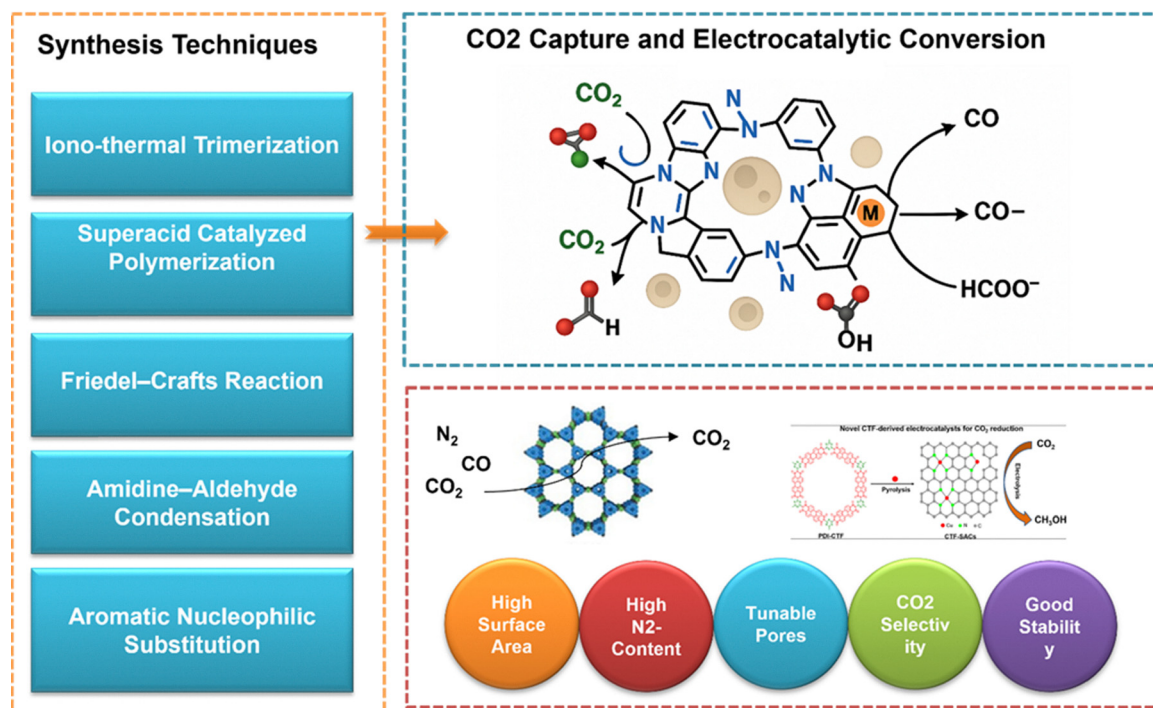 Synthesis Techniques
Iono-thermal Trimerization
Superacid Catalyzed
Polymerization
Friedel–Crafts Reaction
Amidine–Aldehyde
Condensation
Aromatic Nucleophilic
Substitution
CO2 Capture and Electrocatalytic Conversion
CO₂
N
N
N
N
N
N
N
N
N
M
CO₂
H
OH
CO
CO–
HCOO⁻
N₂
CO
CO₂
CO₂
Novel CTF-derived electrocatalysts for CO₂ reduction
Pyrolysis
PDI-CTF
CTF-SACs
Cu N C
CO₂
Electrolysis
CH₃OH
High
Surface
Area
High
N2-
Content
Tunable
Pores
CO2
Selectiv
ity
Good
Stabilit
y